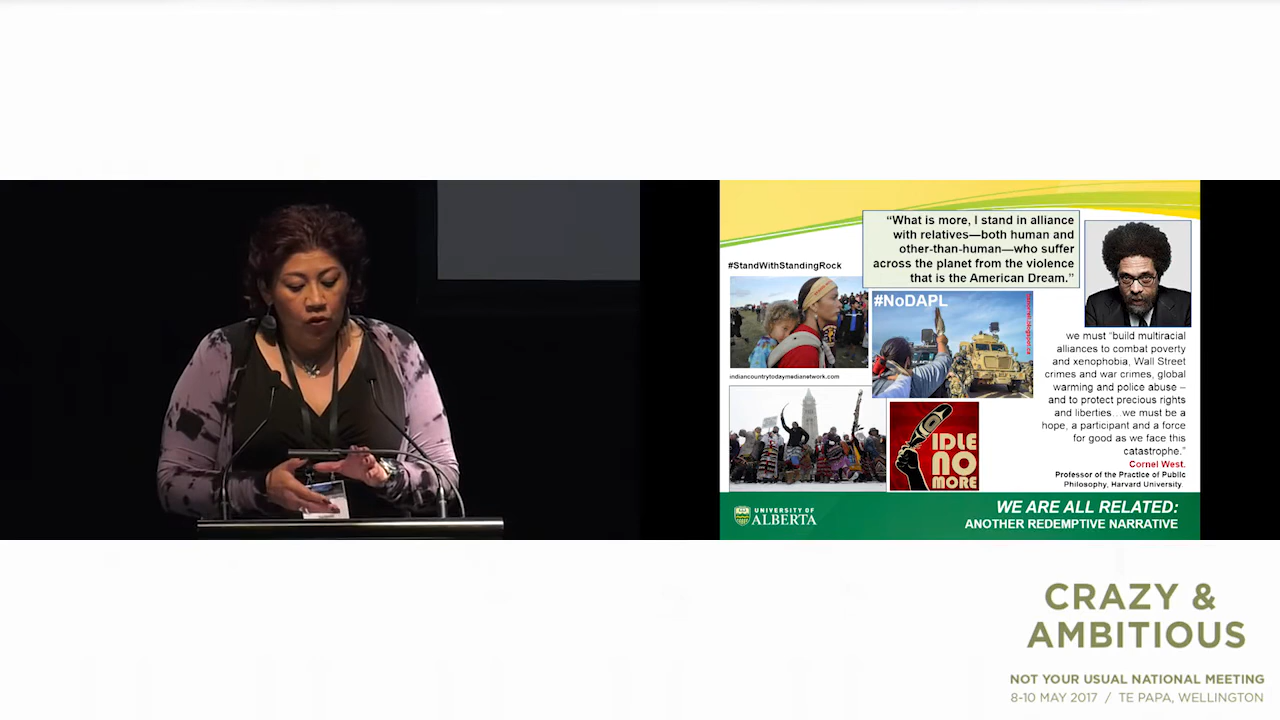 “What is more, I stand in alliance
with relatives—both human and
other-than-human—who suffer
across the planet from the violence
that is the American Dream.”
#StandWithStandingRock
#NoDAPL
indiancountrytodaymedianetwork.com
we must “build multiracial
alliances to combat poverty
and xenophobia, Wall Street
crimes and war crimes, global
warming and police abuse –
and to protect precious rights
and liberties…we must be a
hope, a participant and a force
for good as we face this
catastrophe.”
Cornel West.
Professor of the Practice of Public
Philosophy, Harvard University.
IDLE
NO
MORE
UNIVERSITY OF
ALBERTA
WE ARE ALL RELATED:
ANOTHER REDEMPTIVE NARRATIVE
CRAZY &
AMBITIOUS
NOT YOUR USUAL NATIONAL MEETING
8-10 MAY 2017 / TE PAPA, WELLINGTON